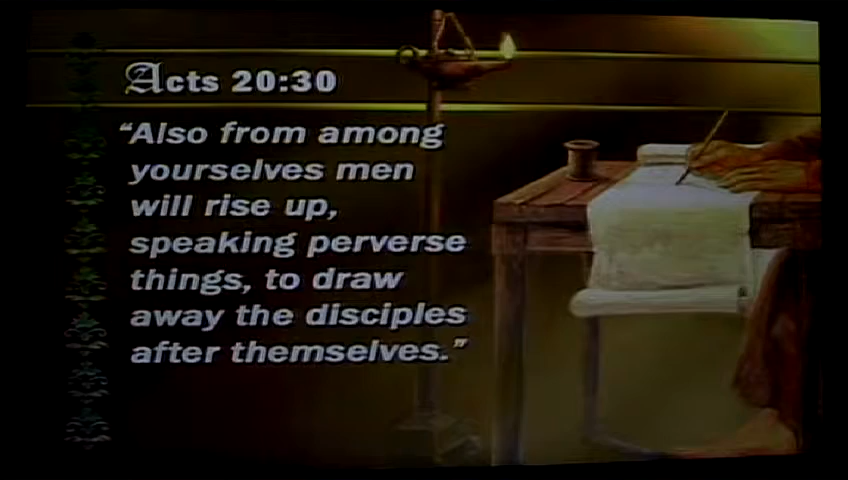 Acts 20:30
“Also from among
yourselves men
will rise up,
speaking perverse
things, to draw
away the disciples
after themselves.”